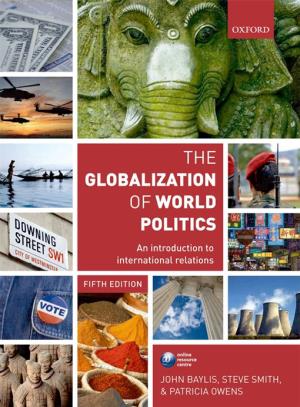 OXFORD
THE
GLOBALIZATION
OF WORLD
POLITICS
An introduction to
international relations
DOWNING
STREET SW1
CITY OF WESTMINSTER
FIFTH EDITION
VOTE
online
resource
centre
JOHN BAYLIS, STEVE SMITH,
& PATRICIA OWENS